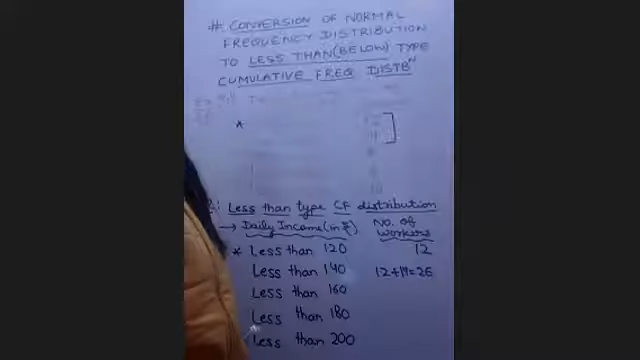 # CONVERSION OF NORMAL
FREQUENCY DISTRIBUTION
TO LESS THAN(BELOW) TYPE
CUMULATIVE FREQ DISTBN
*
: Less than type CF distribution
→ Daily Income (in ₹) No. of workers
* Less than 120 12
Less than 140 12+14=26
Less than 160
Less than 180
Less than 200